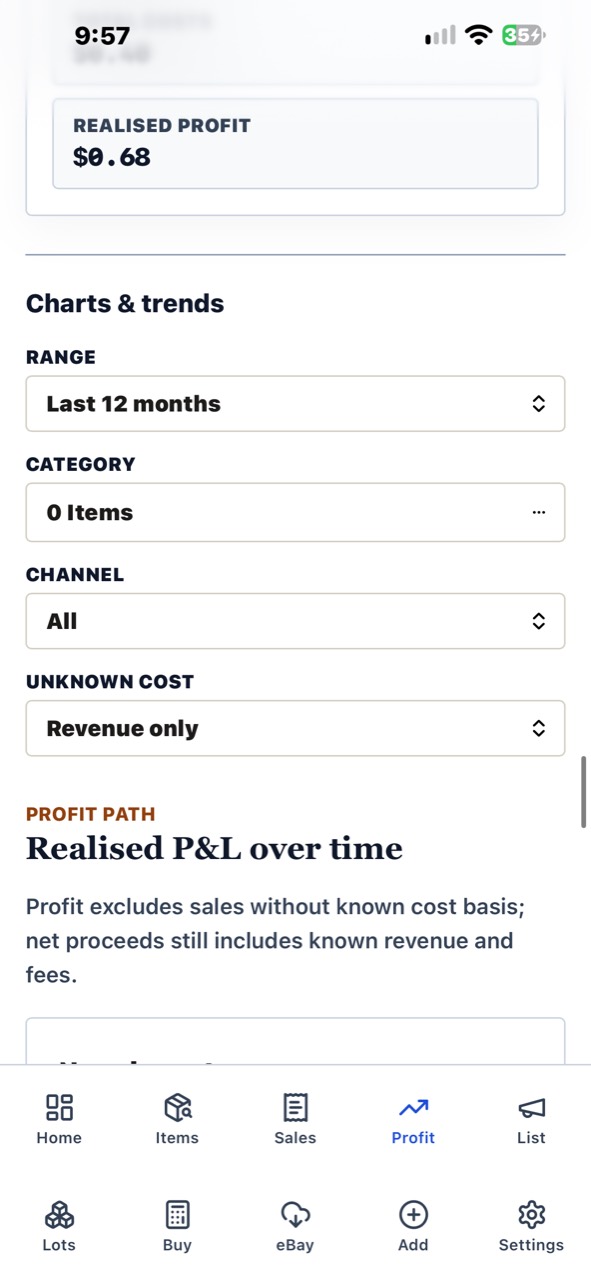 9:57
35
REALISED PROFIT
$0.68
Charts & trends
RANGE
Last 12 months
CATEGORY
0 Items
...
CHANNEL
All
UNKNOWN COST
Revenue only
PROFIT PATH
Realised P&L over time
Profit excludes sales without known cost basis;
net proceeds still includes known revenue and
fees.
Home
Items
Sales
Profit
List
Lots
Buy
eBay
Add
Settings